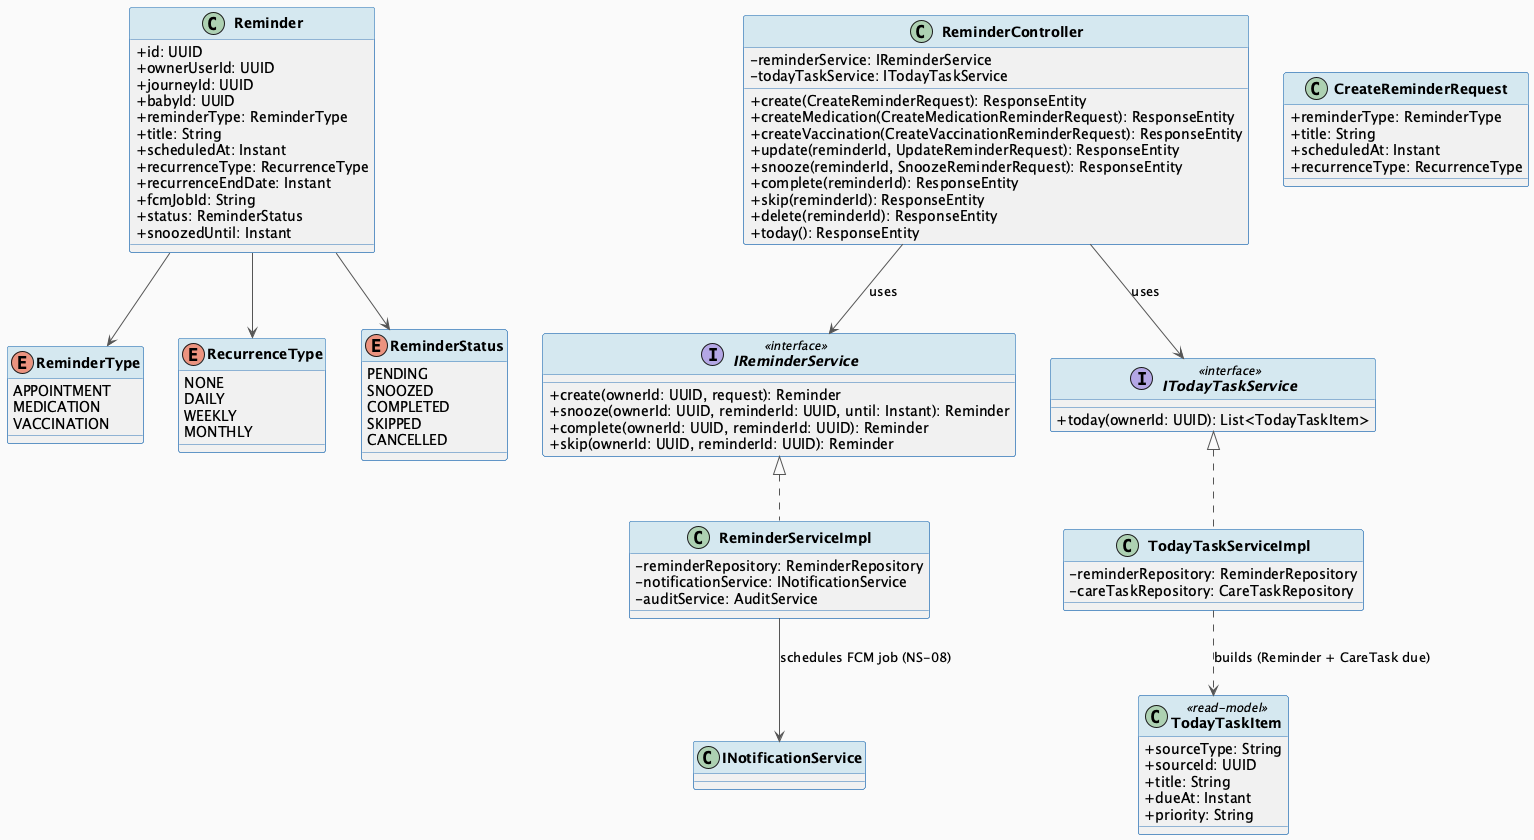 C Reminder
+id: UUID
+ownerUserId: UUID
+journeyId: UUID
+babyId: UUID
+reminderType: ReminderType
+title: String
+scheduledAt: Instant
+recurrenceType: RecurrenceType
+recurrenceEndDate: Instant
+fcmJobId: String
+status: ReminderStatus
+snoozedUntil: Instant
C ReminderController
-reminderService: IReminderService
-todayTaskService: ITodayTaskService
+create(CreateReminderRequest): ResponseEntity
+createMedication(CreateMedicationReminderRequest): ResponseEntity
+createVaccination(CreateVaccinationReminderRequest): ResponseEntity
+update(reminderId, UpdateReminderRequest): ResponseEntity
+snooze(reminderId, SnoozeReminderRequest): ResponseEntity
+complete(reminderId): ResponseEntity
+skip(reminderId): ResponseEntity
+delete(reminderId): ResponseEntity
+today(): ResponseEntity
C CreateReminderRequest
+reminderType: ReminderType
+title: String
+scheduledAt: Instant
+recurrenceType: RecurrenceType
uses
uses
E ReminderType
APPOINTMENT
MEDICATION
VACCINATION
E RecurrenceType
NONE
DAILY
WEEKLY
MONTHLY
E ReminderStatus
PENDING
SNOOZED
COMPLETED
SKIPPED
CANCELLED
«interface»
I IReminderService
+create(ownerId: UUID, request): Reminder
+snooze(ownerId: UUID, reminderId: UUID, until: Instant): Reminder
+complete(ownerId: UUID, reminderId: UUID): Reminder
+skip(ownerId: UUID, reminderId: UUID): Reminder
«interface»
I ITodayTaskService
+today(ownerId: UUID): List<TodayTaskItem>
C ReminderServiceImpl
-reminderRepository: ReminderRepository
-notificationService: INotificationService
-auditService: AuditService
C TodayTaskServiceImpl
-reminderRepository: ReminderRepository
-careTaskRepository: CareTaskRepository
schedules FCM job (NS-08)
builds (Reminder + CareTask due)
C INotificationService
«read-model»
C TodayTaskItem
+sourceType: String
+sourceId: UUID
+title: String
+dueAt: Instant
+priority: String